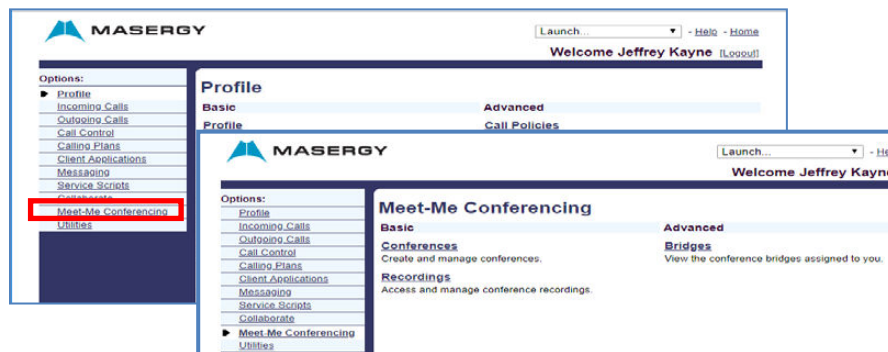 MASERGY
Launch... - Help - Home
Welcome Jeffrey Kayne [Logout]
Options:
Profile
Incoming Calls
Outgoing Calls
Call Control
Calling Plans
Client Applications
Messaging
Service Scripts
Collaborate
Meet-Me Conferencing
Utilities
Profile
Basic Advanced
Profile Call Policies
MASERGY
Launch... - He
Welcome Jeffrey Kayne
Options:
Profile
Incoming Calls
Outgoing Calls
Call Control
Calling Plans
Client Applications
Messaging
Service Scripts
Collaborate
Meet-Me Conferencing
Utilities
Meet-Me Conferencing
Basic Advanced
Conferences Bridges
Create and manage conferences. View the conference bridges assigned to you.
Recordings
Access and manage conference recordings.